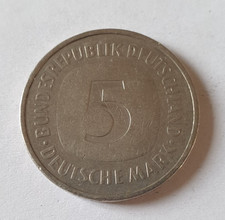 BUNDESREPUBLIK DEUTSCHLAND
5
DEUTSCHE MARK